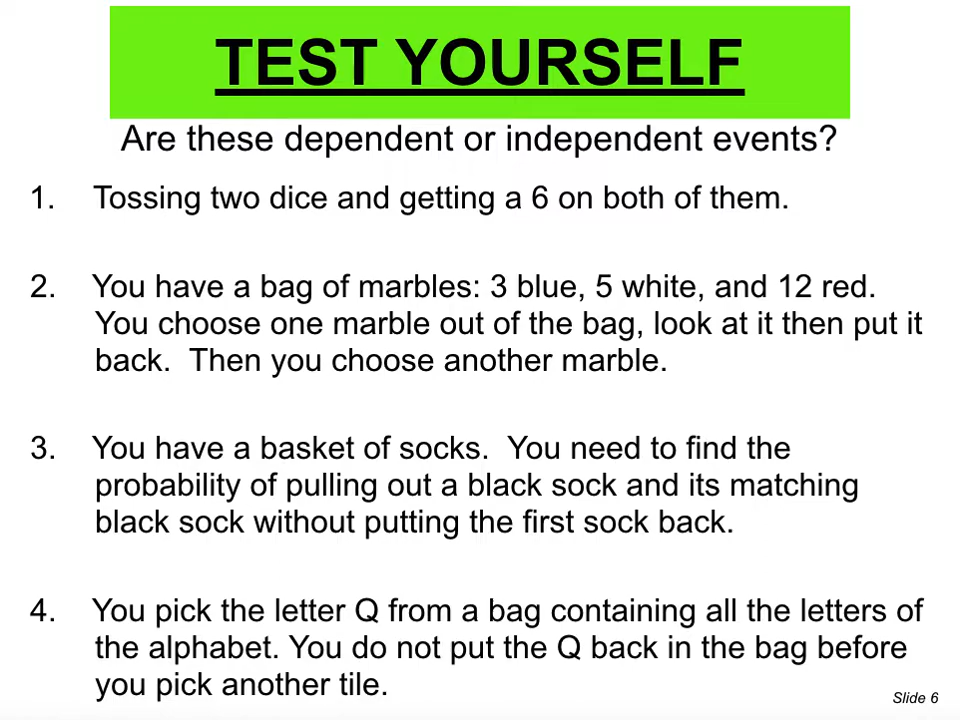 TEST YOURSELF
Are these dependent or independent events?
1. Tossing two dice and getting a 6 on both of them.
2. You have a bag of marbles: 3 blue, 5 white, and 12 red.
You choose one marble out of the bag, look at it then put it
back. Then you choose another marble.
3. You have a basket of socks. You need to find the
probability of pulling out a black sock and its matching
black sock without putting the first sock back.
4. You pick the letter Q from a bag containing all the letters of
the alphabet. You do not put the Q back in the bag before
you pick another tile.
Slide 6